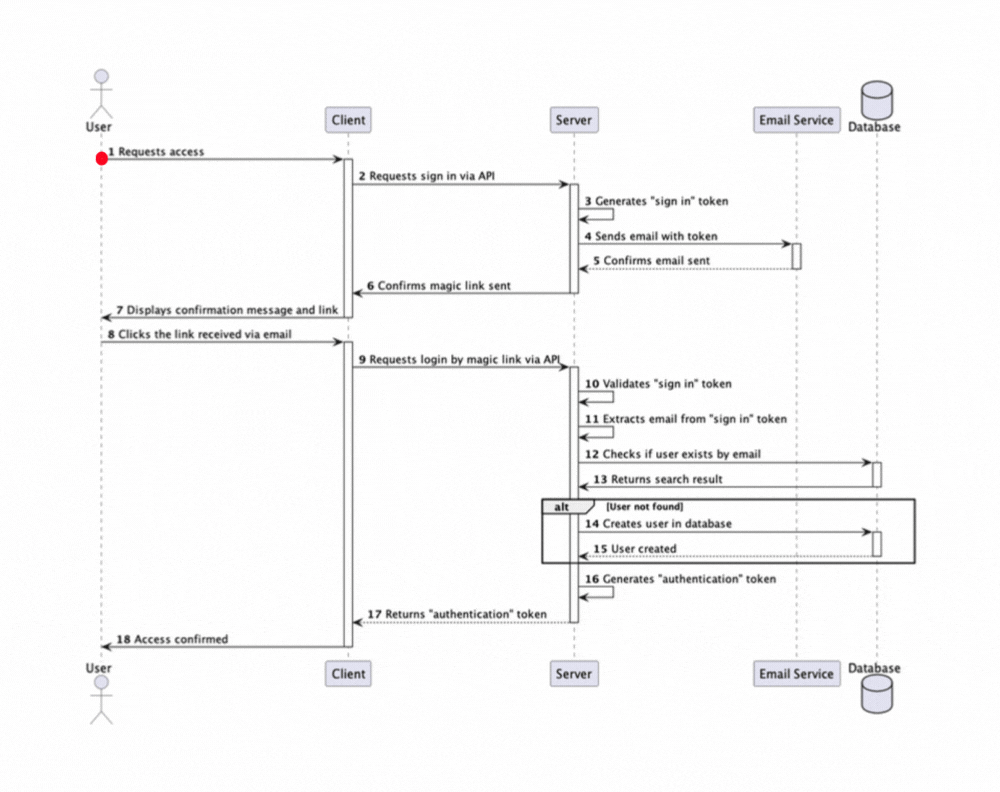 User
Client
Server
Email Service
Database
1 Requests access
2 Requests sign in via API
3 Generates "sign in" token
4 Sends email with token
5 Confirms email sent
6 Confirms magic link sent
7 Displays confirmation message and link
8 Clicks the link received via email
9 Requests login by magic link via API
10 Validates "sign in" token
11 Extracts email from "sign in" token
12 Checks if user exists by email
13 Returns search result
alt [User not found]
14 Creates user in database
15 User created
16 Generates "authentication" token
17 Returns "authentication" token
18 Access confirmed
User
Client
Server
Email Service
Database